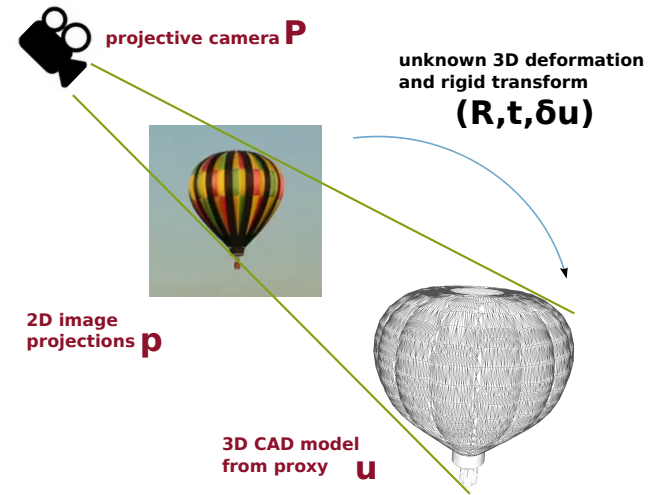 projective camera P
unknown 3D deformation
and rigid transform
(R,t,δu)
2D image
projections p
3D CAD model
from proxy u